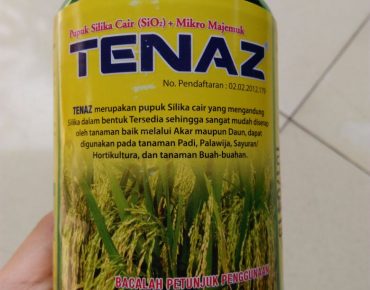 Pupuk Silika Cair (SiO₂) + Mikro Majemuk
TENAZ
No. Pendaftaran : 02.02.2012.179
TENAZ merupakan pupuk Silika cair yang mengandung
Silika dalam bentuk Tersedia sehingga sangat mudah diserap
oleh tanaman baik melalui Akar maupun Daun, dapat
digunakan pada tanaman Padi, Palawija, Sayuran/
Hortikultura, dan tanaman Buah-buahan.
BACALAH PETUNJUK PENGGUNAAN